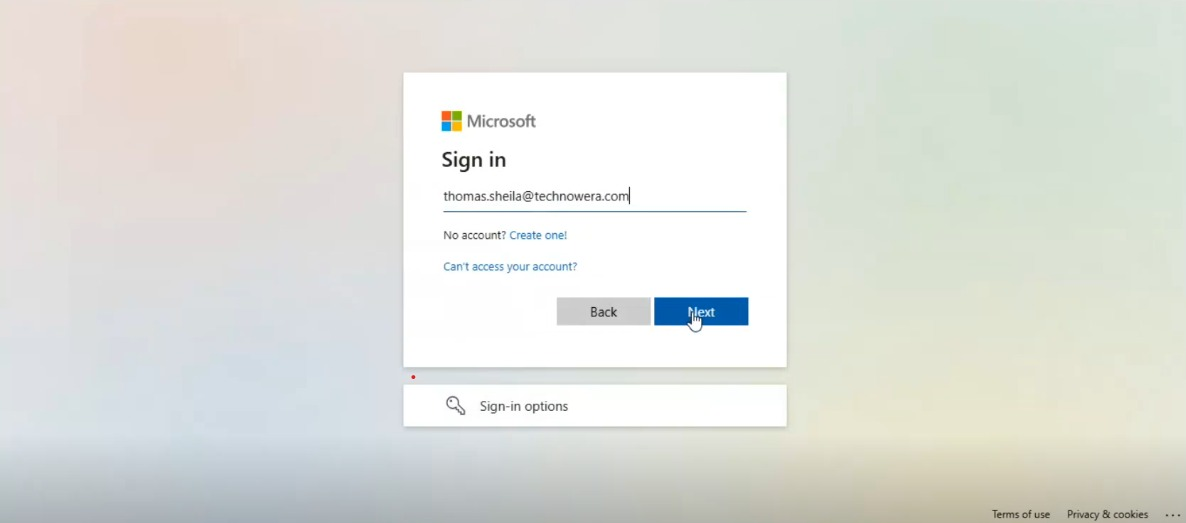 Microsoft
Sign in
thomas.sheila@technowera.com
No account? Create one!
Can't access your account?
Back Next
Sign-in options
Terms of use Privacy & cookies ...